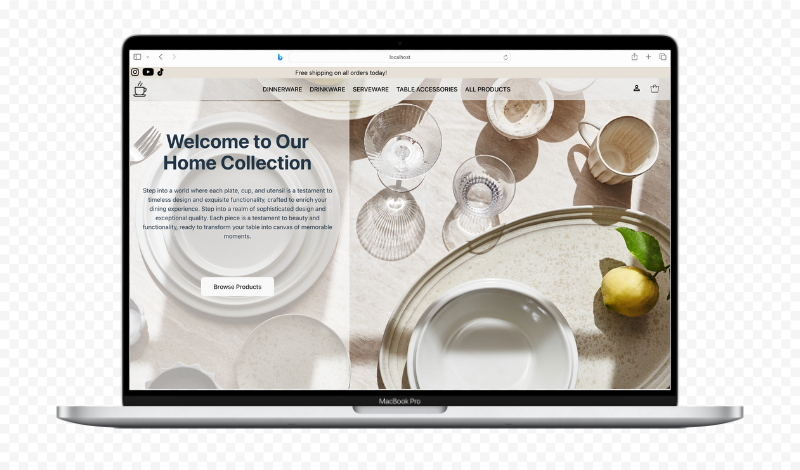 localhost
Free shipping on all orders today!
DINNERWARE DRINKWARE SERVEWARE TABLE ACCESSORIES ALL PRODUCTS
Welcome to Our
Home Collection
Step into a world where each plate, cup, and utensil is a testament to
timeless design and exquisite functionality, crafted to enrich your
dining experience. Step into a realm of sophisticated design and
exceptional quality. Each piece is a testament to beauty and
functionality, ready to transform your table into canvas of memorable
moments.
Browse Products
MacBook Pro